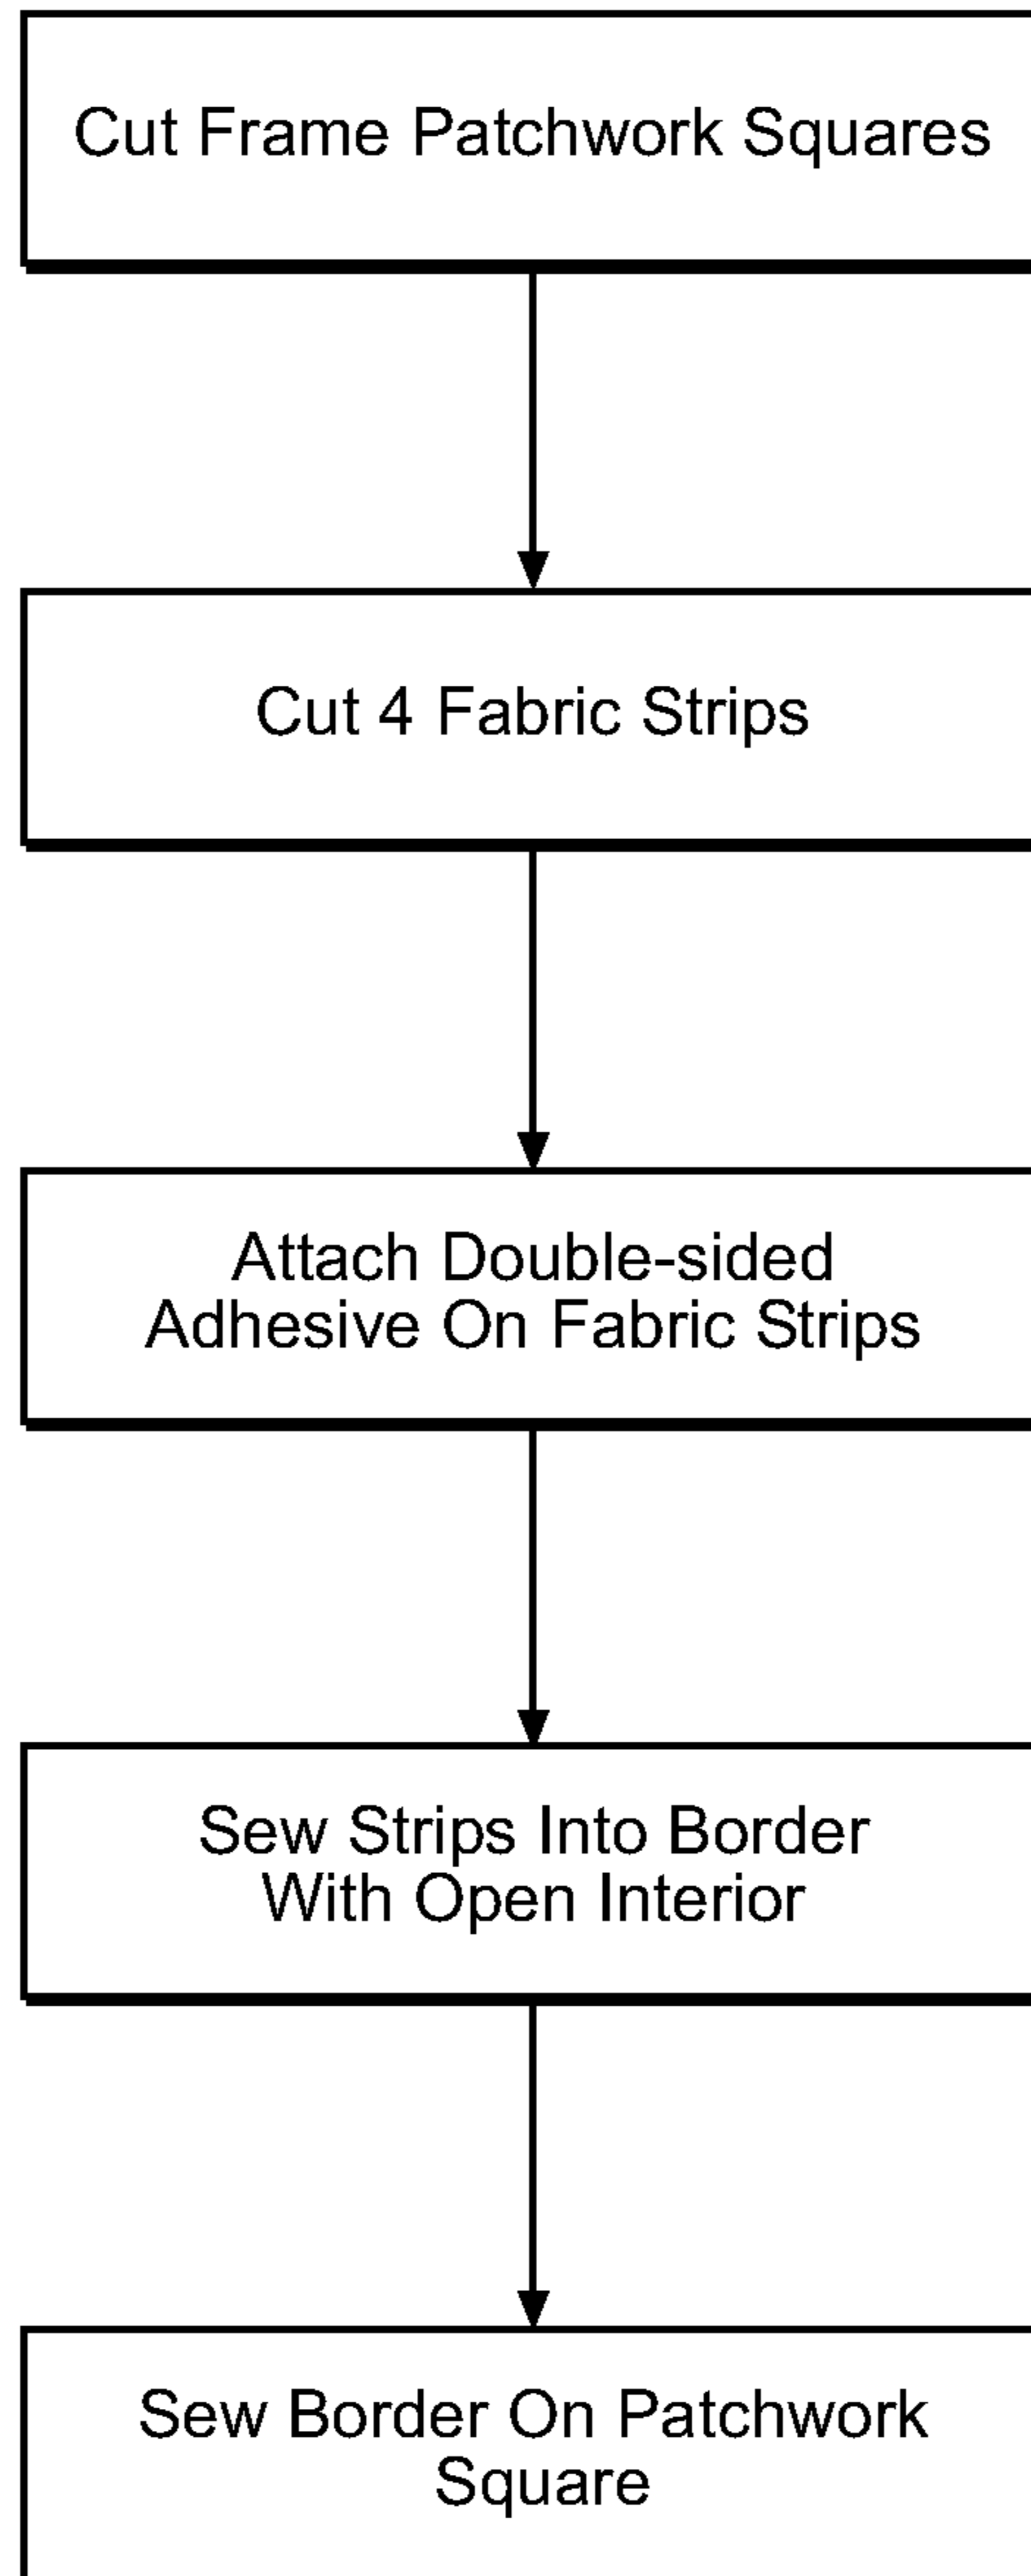 Cut Frame Patchwork Squares
Cut 4 Fabric Strips
Attach Double-sided
Adhesive On Fabric Strips
Sew Strips Into Border
With Open Interior
Sew Border On Patchwork
Square